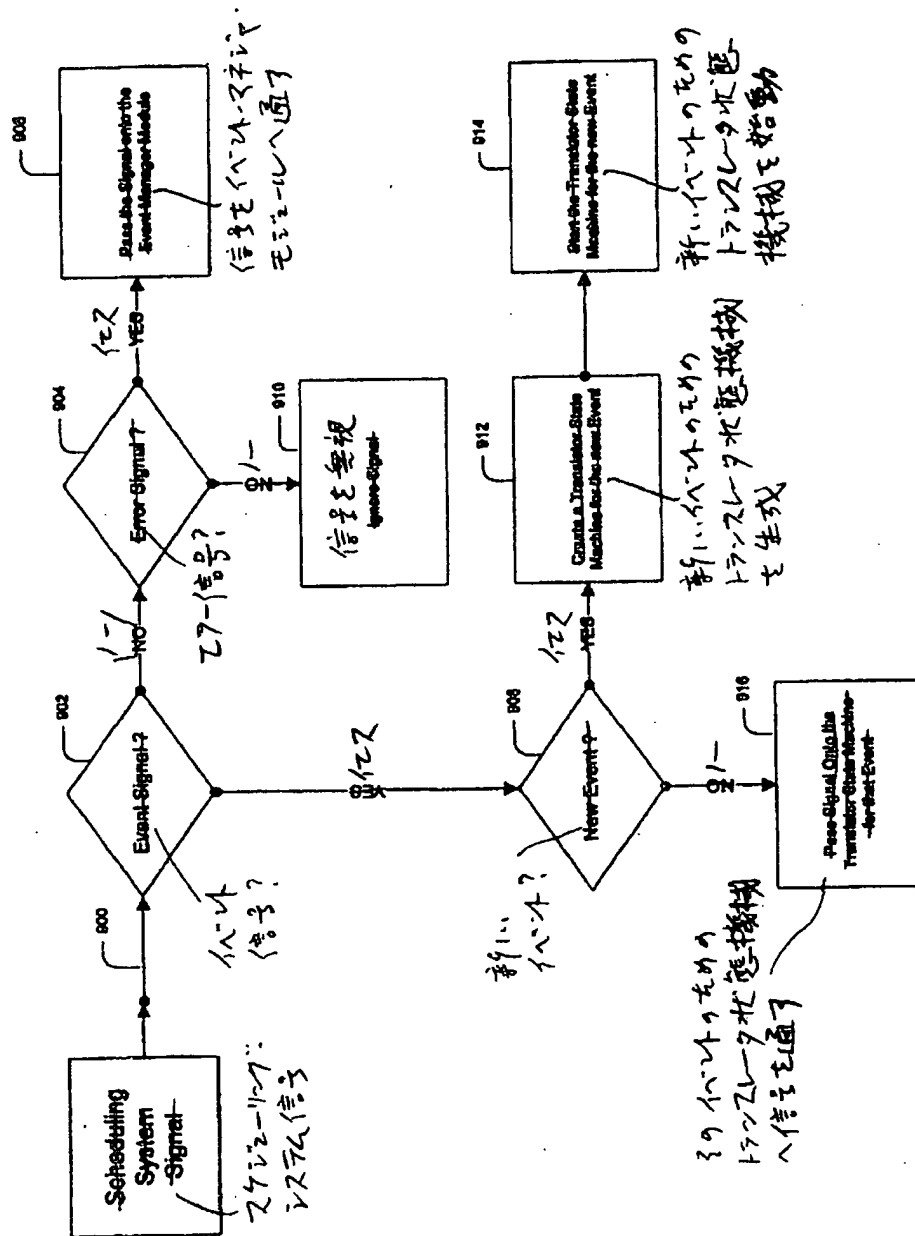 Scheduling
System
Signal
スケジューリング
システム信号
900
902
Event Signal ?
イベント
信号?
NO
ノー
904
Error Signal ?
エラー信号?
YES
イエス
906
Pass the Signal onto the
Event Manager Module
信号をイベント・マネジャ・
モジュールへ通す
NO
ノー
910
信号を無視
Ignore Signal
YES
イエス
908
New Event ?
新しい
イベント?
YES
イエス
912
Create a Translator State
Machine for the new Event
新しいイベントのための
トランスレータ状態機械
を生成
914
Start the Translator State
Machine for the new Event
新しいイベントのための
トランスレータ状態
機械を始動
NO
ノー
916
Pass Signal Onto the
Translator State Machine
for that Event
そのイベントのための
トランスレータ状態機械
へ信号を通す